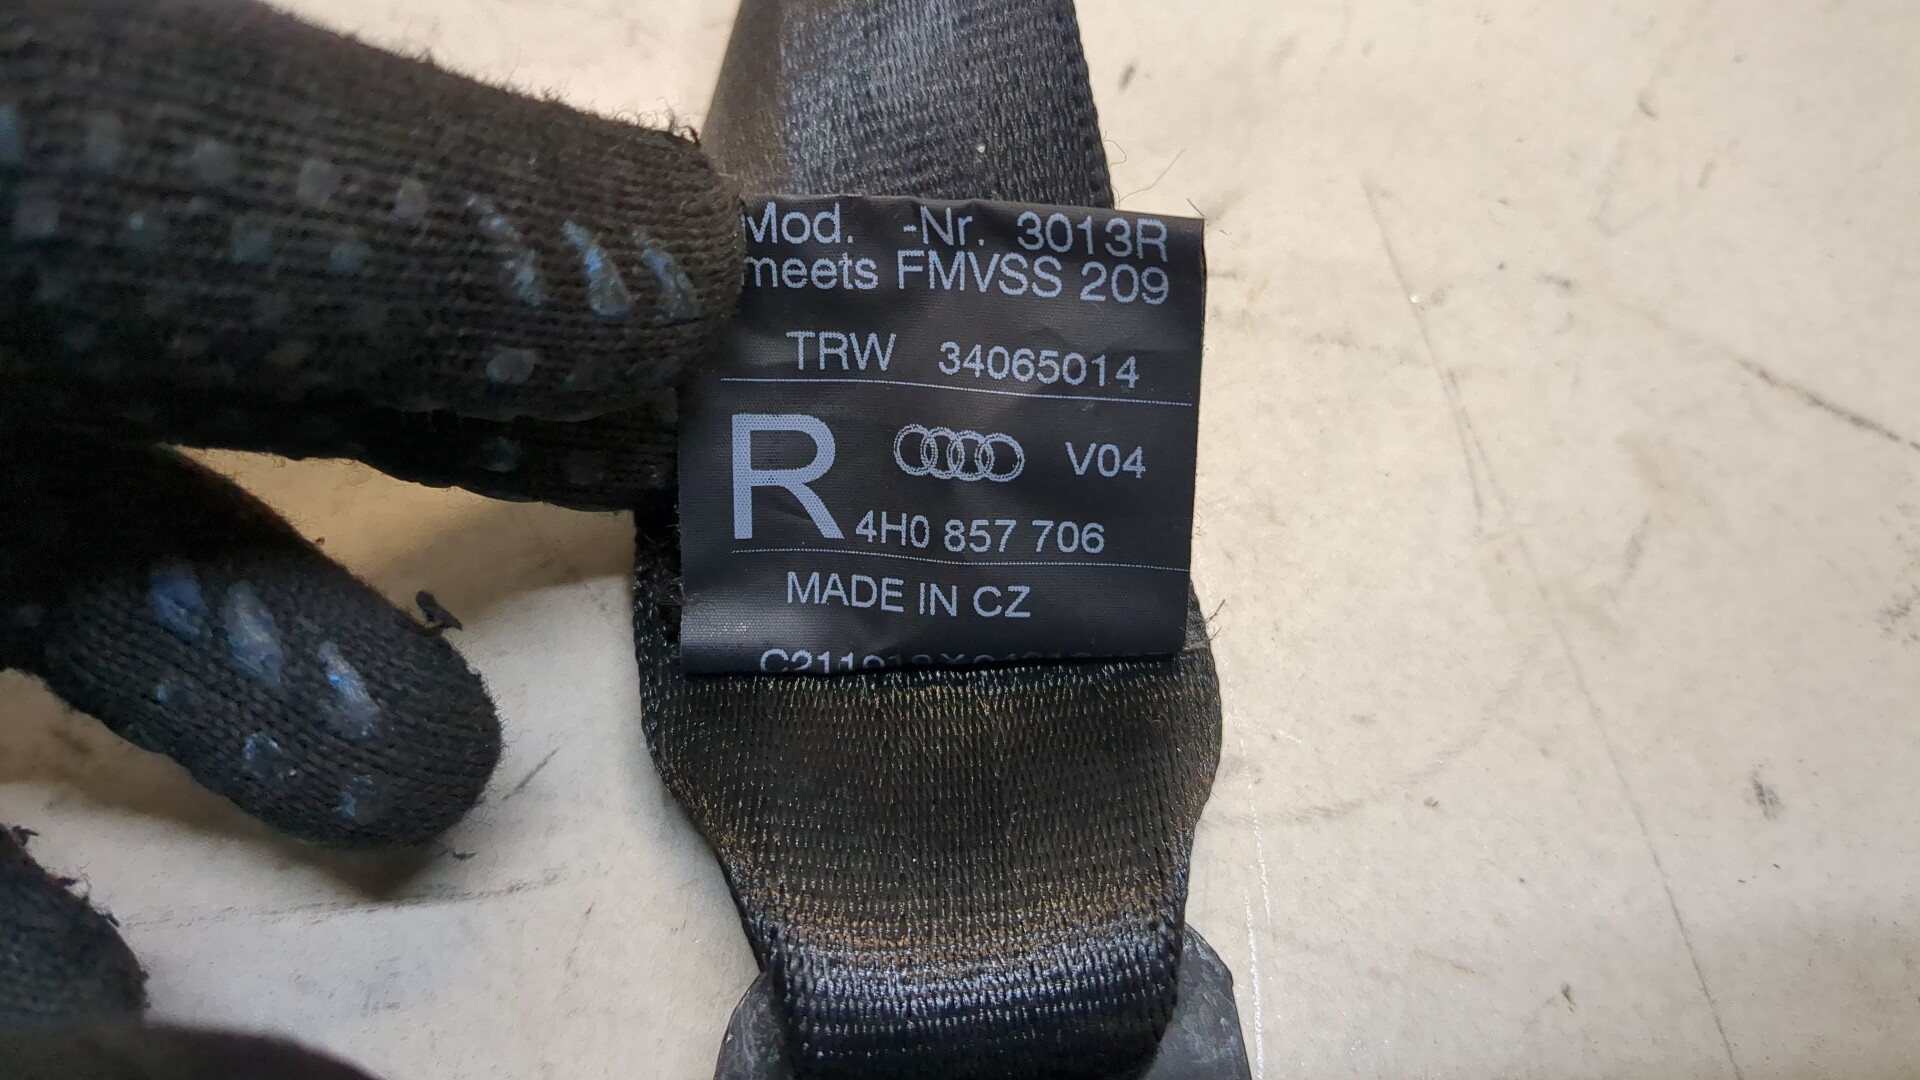 Mod. -Nr. 3013R
meets FMVSS 209
TRW 34065014
R V04
4H0 857 706
MADE IN CZ